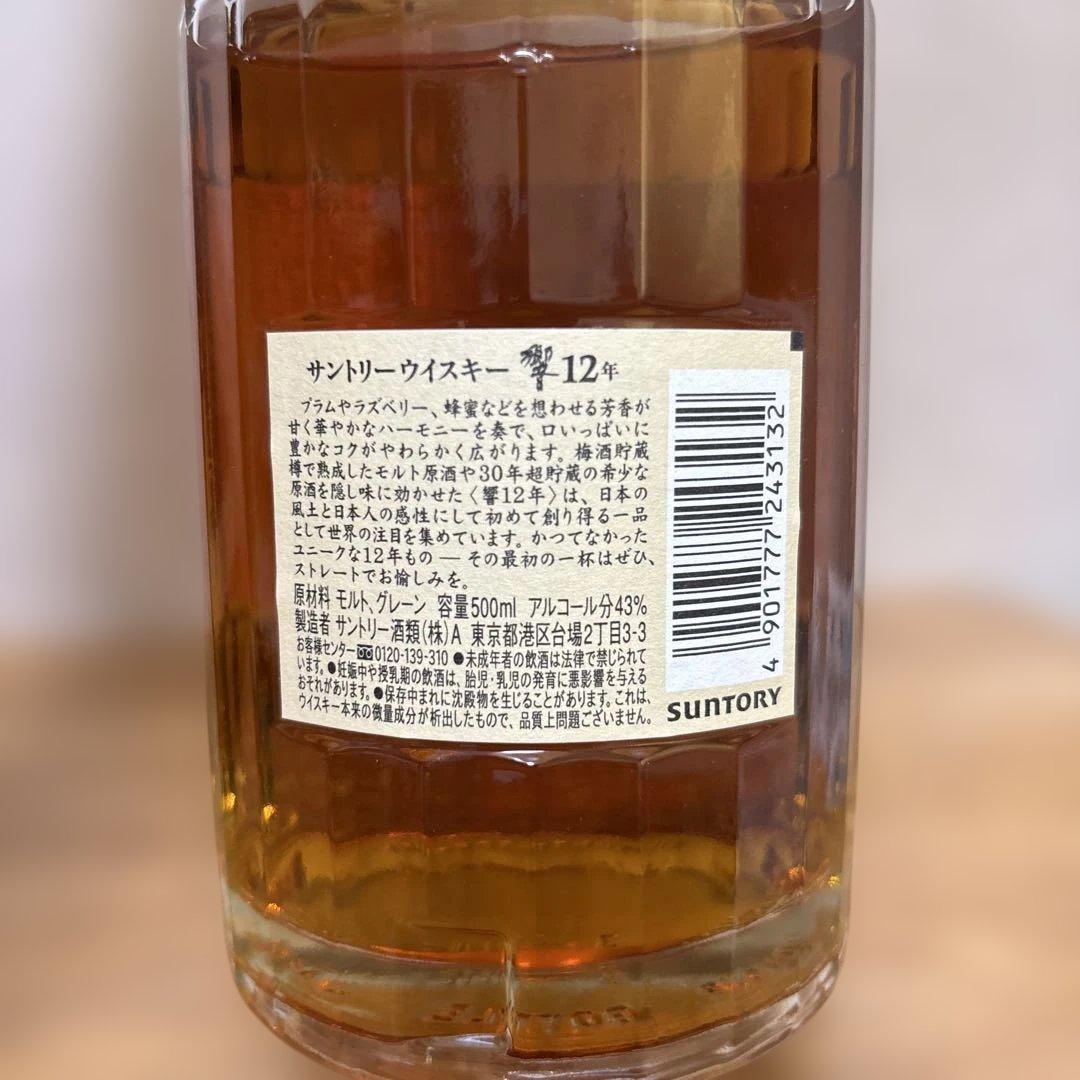 サントリーウイスキー 響 12年
プラムやラズベリー、蜂蜜などを想わせる芳香が
甘く華やかなハーモニーを奏で、口いっぱいに
豊かなコクがやわらかく広がります。梅酒貯蔵
樽で熟成したモルト原酒や30年超貯蔵の希少な
原酒を隠し味に効かせた〈響12年〉は、日本の
風土と日本人の感性にして初めて創り得る一品
として世界の注目を集めています。かつてなかった
ユニークな12年もの ― その最初の一杯はぜひ、
ストレートでお愉しみを。
原材料 モルト、グレーン 容量500ml アルコール分43%
製造者 サントリー酒類(株)A 東京都港区台場2丁目3-3
お客様センター 0120-139-310 ●未成年者の飲酒は法律で禁じられて
います。●妊娠中や授乳期の飲酒は、胎児・乳児の発育に悪影響を与える
おそれがあります。●保存中まれに沈殿物を生じることがあります。これは、
ウイスキー本来の微量成分が析出したもので、品質上問題ございません。
4 901777 243132
SUNTORY